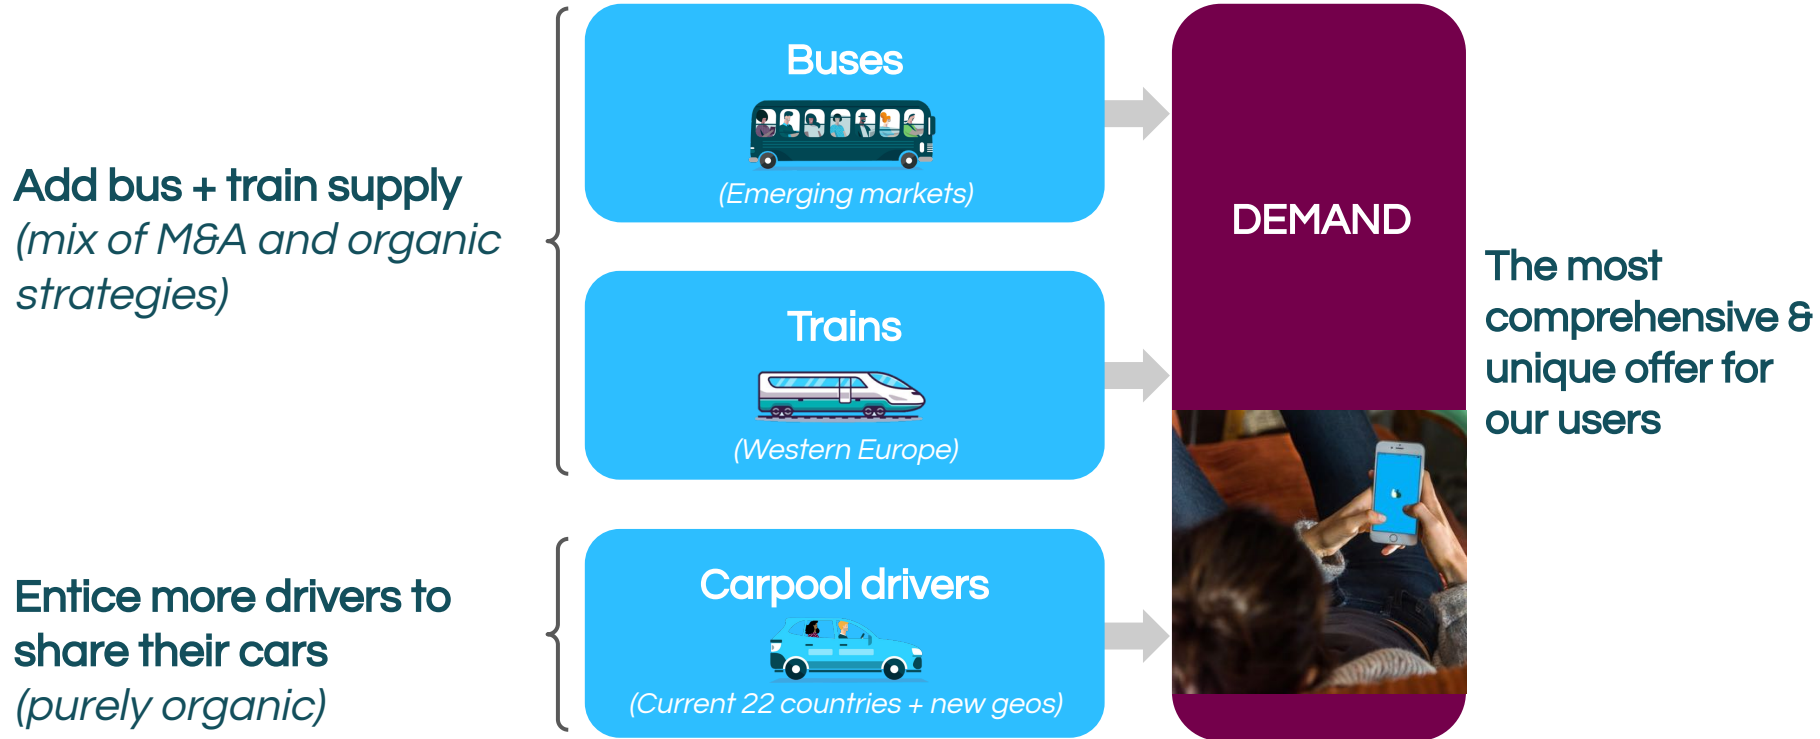 Add bus + train supply
(mix of M&A and organic
strategies)
Entice more drivers to
share their cars
(purely organic)
Buses
(Emerging markets)
Trains
(Western Europe)
Carpool drivers
(Current 22 countries + new geos)
DEMAND
The most
comprehensive &
unique offer for
our users